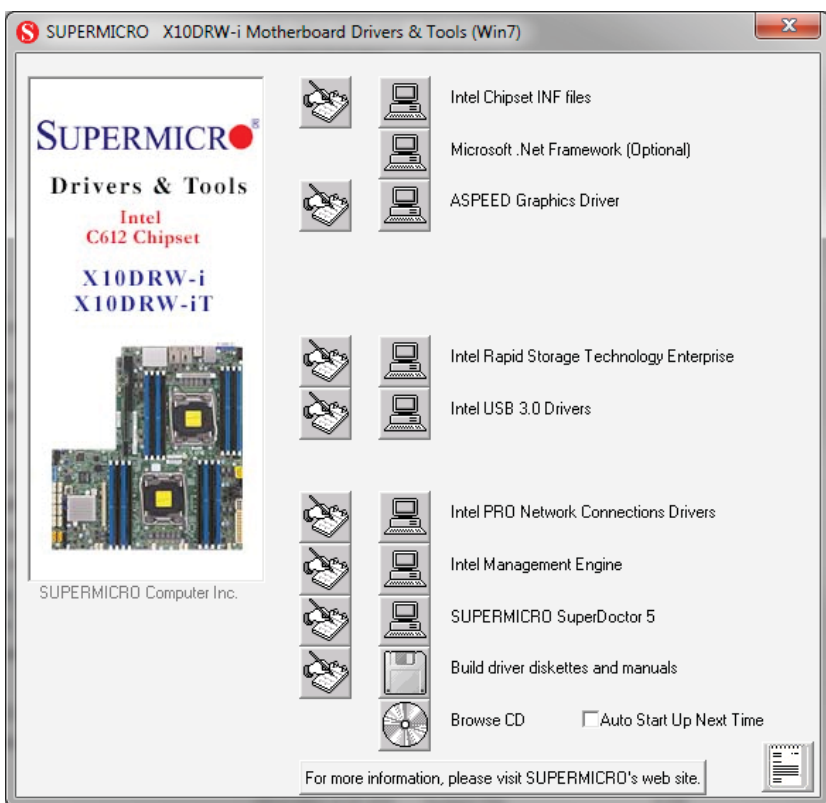 SUPERMICRO X10DRW-i Motherboard Drivers & Tools (Win7)
SUPERMICRO®
Drivers & Tools
Intel
C612 Chipset
X10DRW-i
X10DRW-iT
SUPERMICRO Computer Inc.
Intel Chipset INF files
Microsoft .Net Framework (Optional)
ASPEED Graphics Driver
Intel Rapid Storage Technology Enterprise
Intel USB 3.0 Drivers
Intel PRO Network Connections Drivers
Intel Management Engine
SUPERMICRO SuperDoctor 5
Build driver diskettes and manuals
Browse CD
Auto Start Up Next Time
For more information, please visit SUPERMICRO's web site.